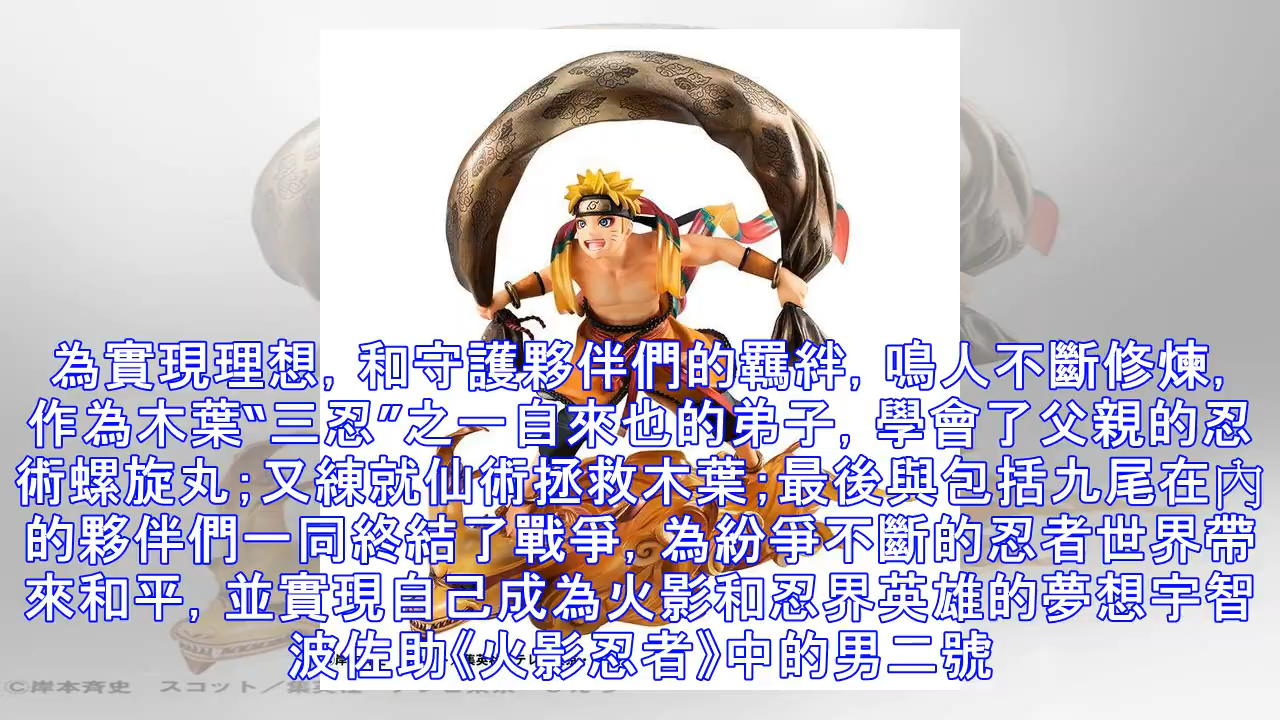 為實現理想, 和守護夥伴們的羈絆, 鳴人不斷修煉,
作為木葉“三忍”之一自來也的弟子, 學會了父親的忍
術螺旋丸;又練就仙術拯救木葉;最後與包括九尾在內
的夥伴們一同終結了戰爭, 為紛爭不斷的忍者世界帶
來和平, 並實現自己成為火影和忍界英雄的夢想宇智
波佐助《火影忍者》中的男二號
©岸本斉史 スコット/集英社